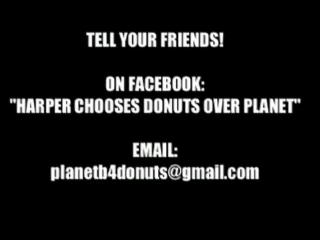 TELL YOUR FRIENDS!
ON FACEBOOK:
"HARPER CHOOSES DONUTS OVER PLANET"
EMAIL:
planetb4donuts@gmail.com